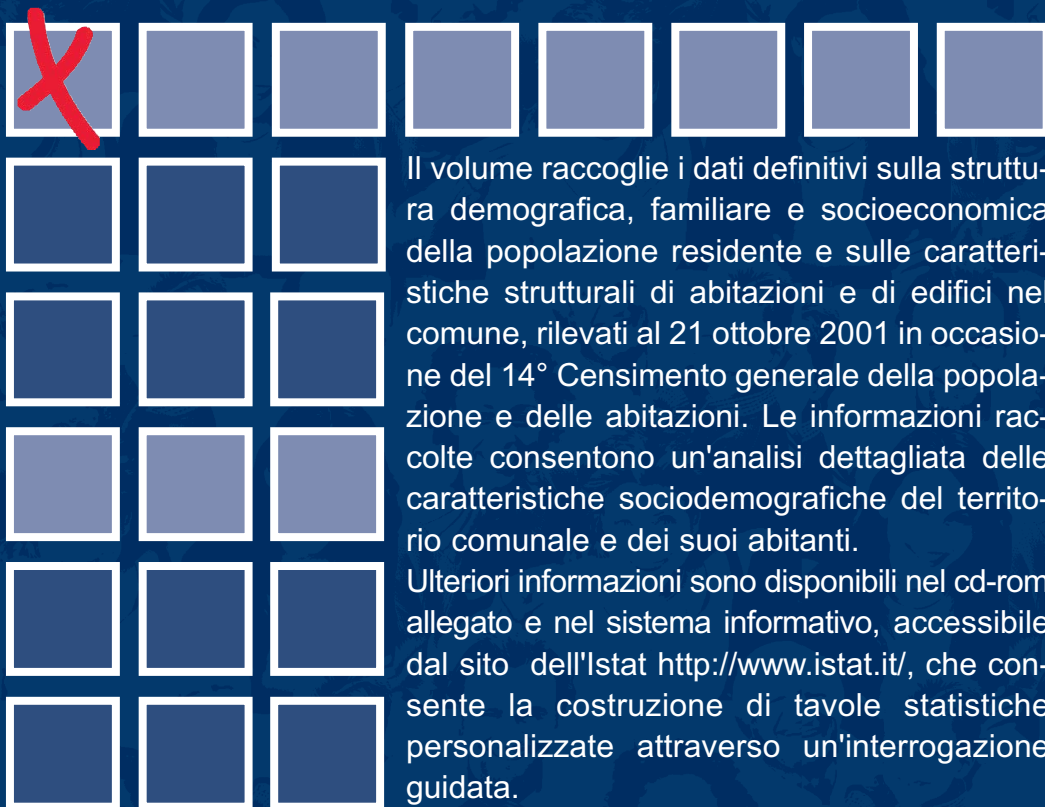 Il volume raccoglie i dati definitivi sulla struttu-
ra demografica, familiare e socioeconomica
della popolazione residente e sulle caratteri-
stiche strutturali di abitazioni e di edifici nel
comune, rilevati al 21 ottobre 2001 in occasio-
ne del 14° Censimento generale della popola-
zione e delle abitazioni. Le informazioni rac-
colte consentono un'analisi dettagliata delle
caratteristiche sociodemografiche del territo-
rio comunale e dei suoi abitanti.
Ulteriori informazioni sono disponibili nel cd-rom
allegato e nel sistema informativo, accessibile
dal sito dell'Istat http://www.istat.it/, che con-
sente la costruzione di tavole statistiche
personalizzate attraverso un'interrogazione
guidata.